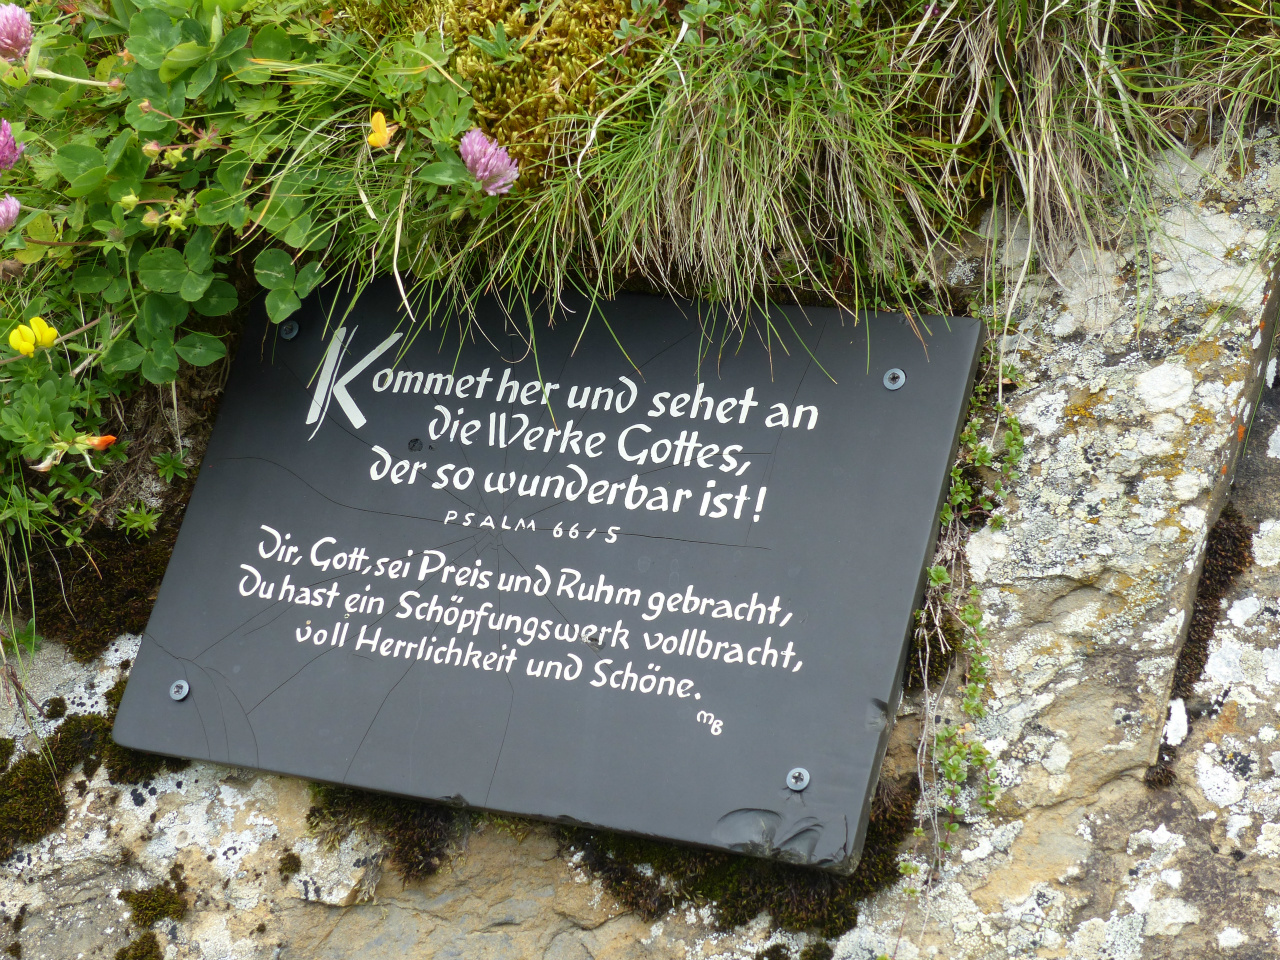 Kommet her und sehet an
die Werke Gottes,
der so wunderbar ist!
PSALM 66/5
Dir, Gott, sei Preis und Ruhm gebracht,
Du hast ein Schöpfungswerk vollbracht,
voll Herrlichkeit und Schöne.
MB